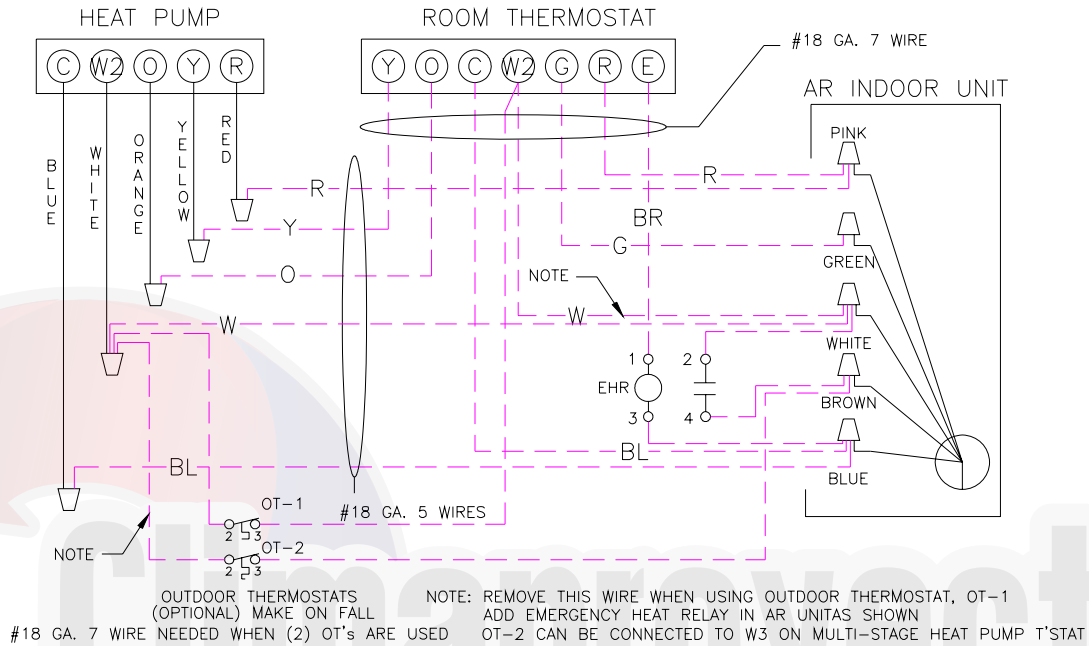 HEAT PUMP
ROOM THERMOSTAT
#18 GA. 7 WIRE
C W2 O Y R
Y O C W2 G R E
AR INDOOR UNIT
BLUE
WHITE
ORANGE
YELLOW
RED
PINK
R
R
BR
Y
G
GREEN
O
NOTE
W
W
WHITE
1
2
EHR
BROWN
3
4
BL
BL
BLUE
OT-1
#18 GA. 5 WIRES
2 3
NOTE
OT-2
2 3
OUTDOOR THERMOSTATS
(OPTIONAL) MAKE ON FALL
#18 GA. 7 WIRE NEEDED WHEN (2) OT's ARE USED
NOTE: REMOVE THIS WIRE WHEN USING OUTDOOR THERMOSTAT, OT-1
ADD EMERGENCY HEAT RELAY IN AR UNITAS SHOWN
OT-2 CAN BE CONNECTED TO W3 ON MULTI-STAGE HEAT PUMP T'STAT